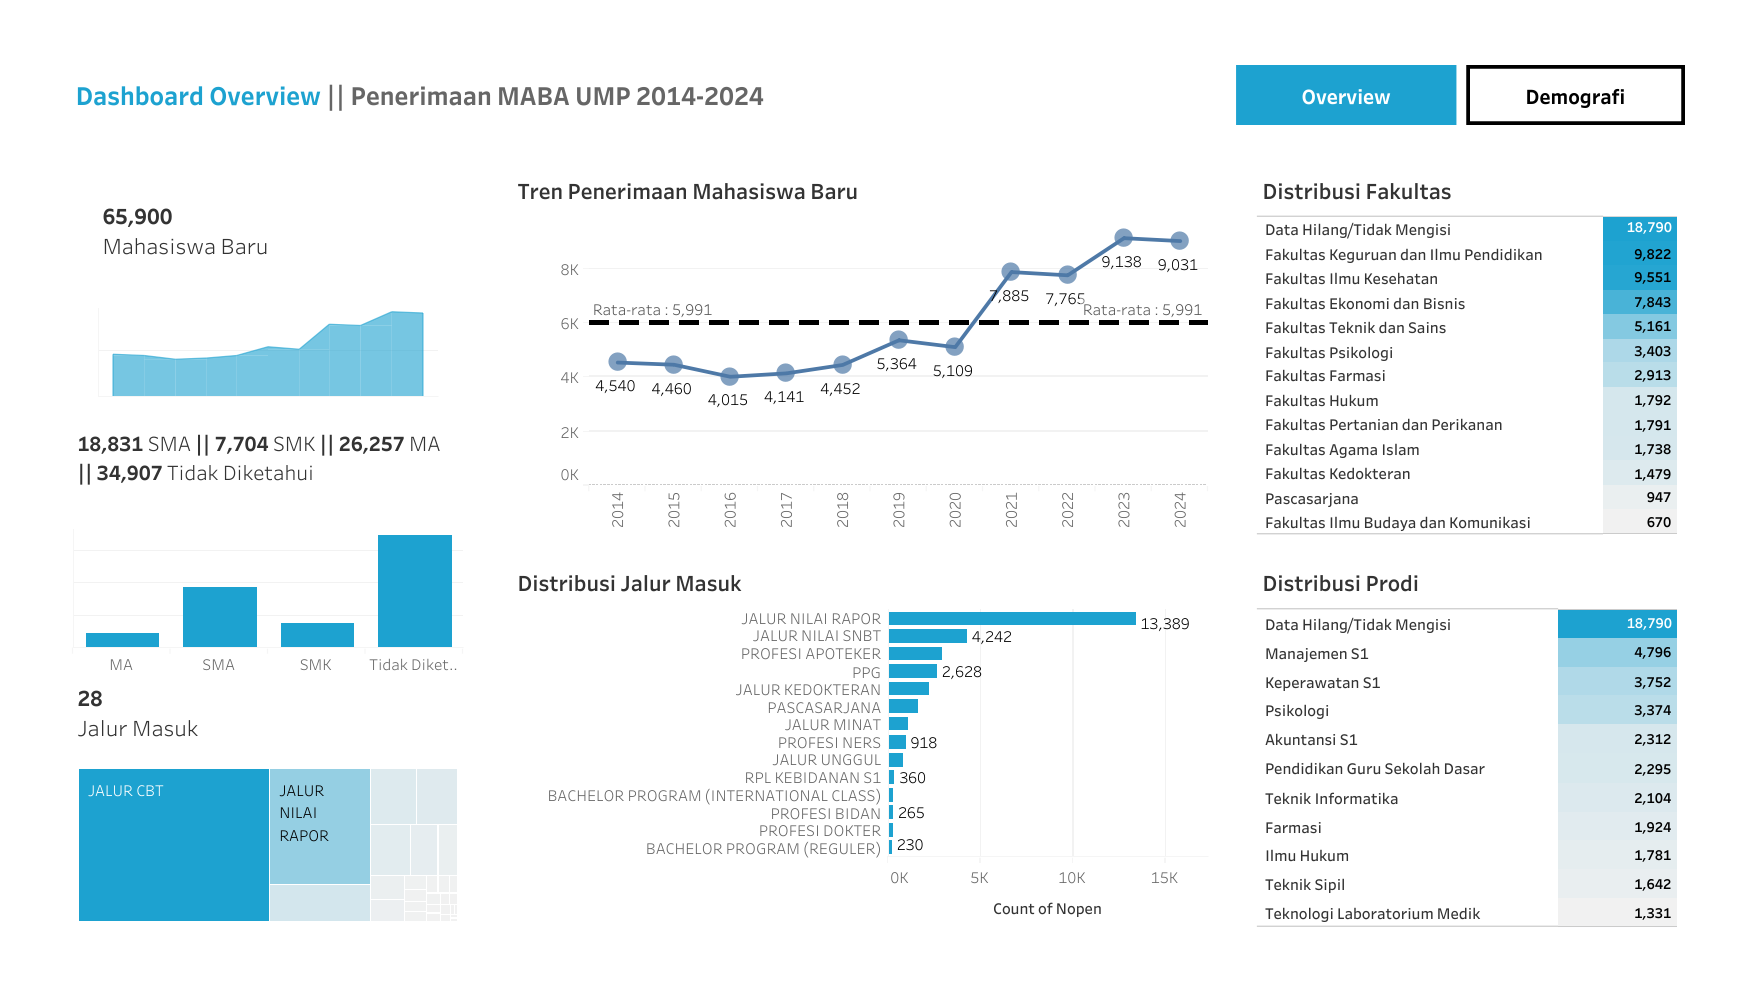 Dashboard Overview || Penerimaan MABA UMP 2014-2024
Overview
Demografi
65,900
Mahasiswa Baru
18,831 SMA || 7,704 SMK || 26,257 MA
|| 34,907 Tidak Diketahui
MA
SMA
SMK
Tidak Diket..
28
Jalur Masuk
JALUR CBT
JALUR
NILAI
RAPOR
Tren Penerimaan Mahasiswa Baru
8K
6K
4K
2K
0K
Rata-rata : 5,991
Rata-rata : 5,991
4,540
4,460
4,015
4,141
4,452
5,364
5,109
7,885
7,765
9,138
9,031
2014
2015
2016
2017
2018
2019
2020
2021
2022
2023
2024
Distribusi Jalur Masuk
JALUR NILAI RAPOR 13,389
JALUR NILAI SNBT 4,242
PROFESI APOTEKER
PPG 2,628
JALUR KEDOKTERAN
PASCASARJANA
JALUR MINAT
PROFESI NERS 918
JALUR UNGGUL
RPL KEBIDANAN S1 360
BACHELOR PROGRAM (INTERNATIONAL CLASS)
PROFESI BIDAN 265
PROFESI DOKTER
BACHELOR PROGRAM (REGULER) 230
0K 5K 10K 15K
Count of Nopen
Distribusi Fakultas
Data Hilang/Tidak Mengisi 18,790
Fakultas Keguruan dan Ilmu Pendidikan 9,822
Fakultas Ilmu Kesehatan 9,551
Fakultas Ekonomi dan Bisnis 7,843
Fakultas Teknik dan Sains 5,161
Fakultas Psikologi 3,403
Fakultas Farmasi 2,913
Fakultas Hukum 1,792
Fakultas Pertanian dan Perikanan 1,791
Fakultas Agama Islam 1,738
Fakultas Kedokteran 1,479
Pascasarjana 947
Fakultas Ilmu Budaya dan Komunikasi 670
Distribusi Prodi
Data Hilang/Tidak Mengisi 18,790
Manajemen S1 4,796
Keperawatan S1 3,752
Psikologi 3,374
Akuntansi S1 2,312
Pendidikan Guru Sekolah Dasar 2,295
Teknik Informatika 2,104
Farmasi 1,924
Ilmu Hukum 1,781
Teknik Sipil 1,642
Teknologi Laboratorium Medik 1,331